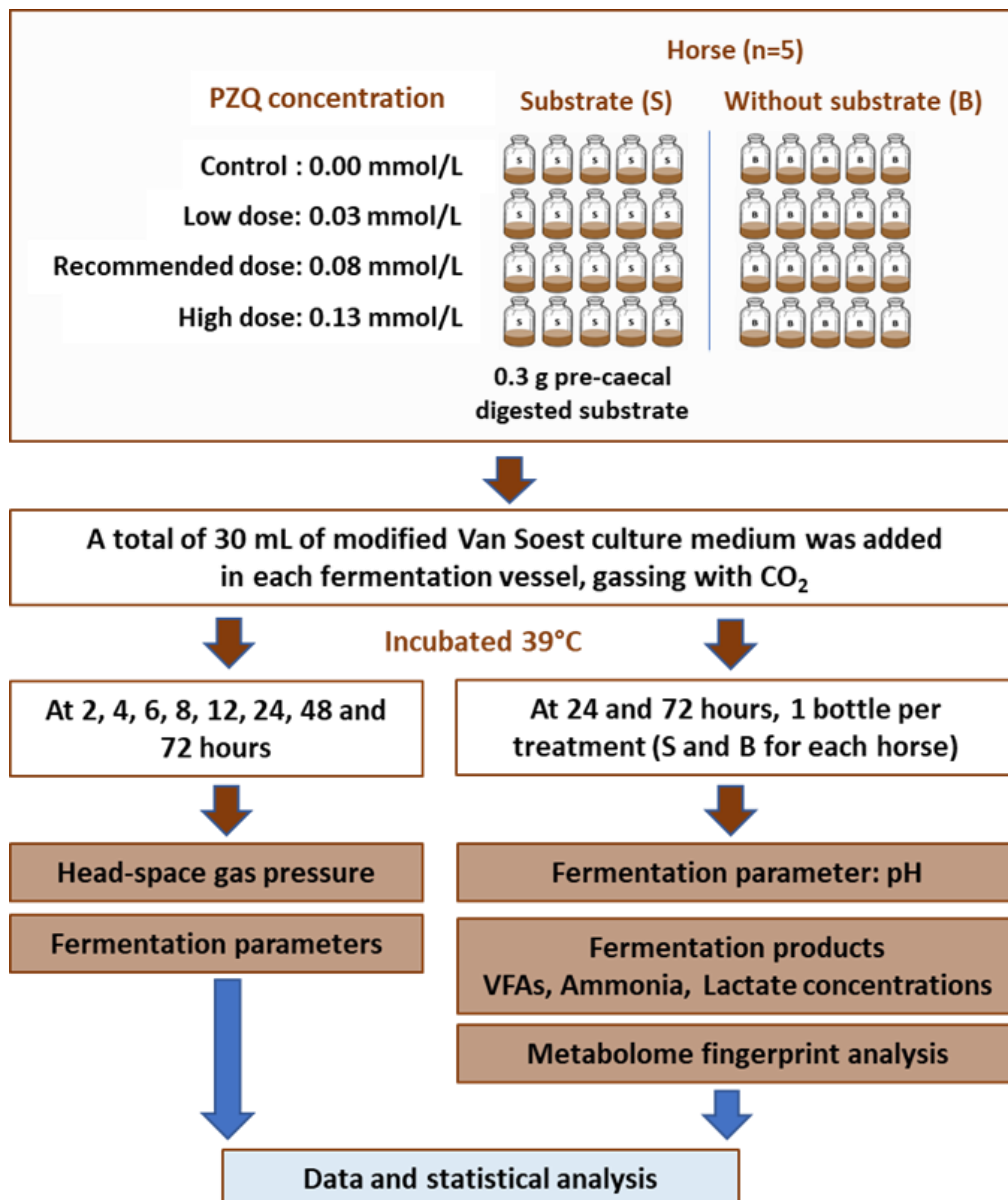 Horse (n=5)
PZQ concentration
Substrate (S)
Without substrate (B)
Control : 0.00 mmol/L
S S S S S
B B B B B
Low dose: 0.03 mmol/L
S S S S S
B B B B B
Recommended dose: 0.08 mmol/L
S S S S S
B B B B B
High dose: 0.13 mmol/L
S S S S S
B B B B B
0.3 g pre-caecal
digested substrate
A total of 30 mL of modified Van Soest culture medium was added
in each fermentation vessel, gassing with CO₂
Incubated 39°C
At 2, 4, 6, 8, 12, 24, 48 and
72 hours
At 24 and 72 hours, 1 bottle per
treatment (S and B for each horse)
Head-space gas pressure
Fermentation parameters
Fermentation parameter: pH
Fermentation products
VFAs, Ammonia, Lactate concentrations
Metabolome fingerprint analysis
Data and statistical analysis